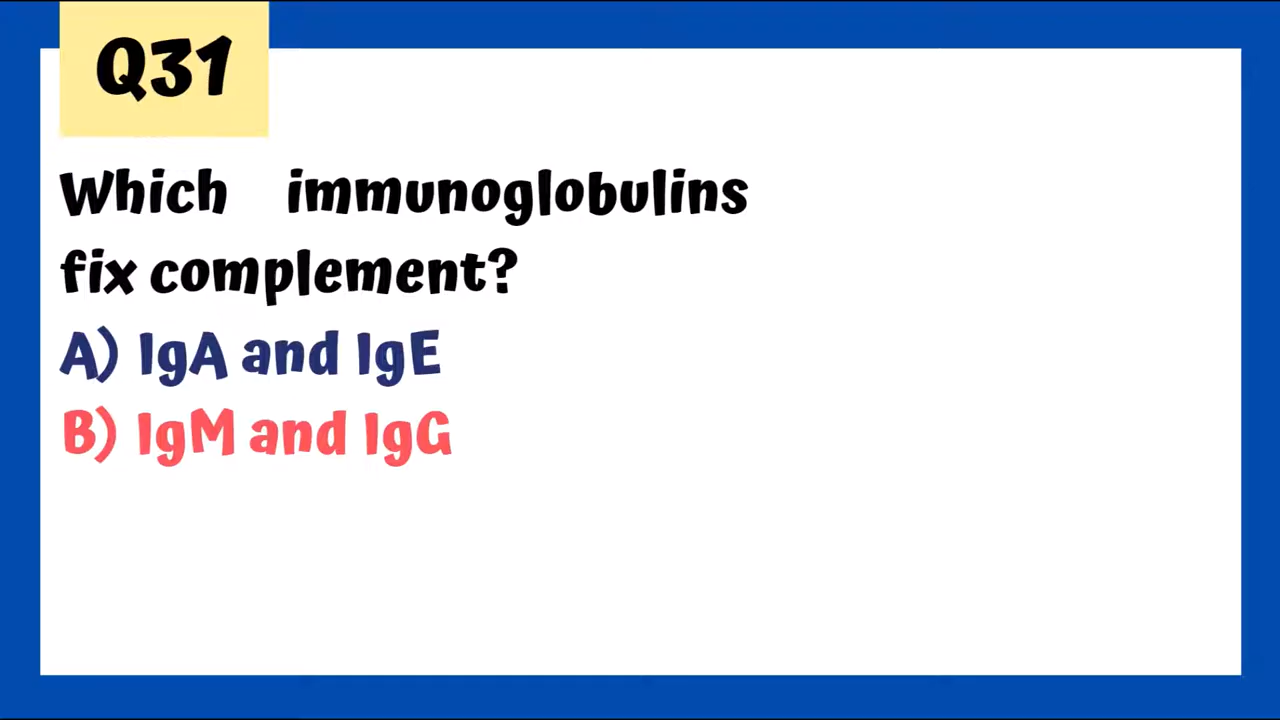 Q31
Which immunoglobulins
fix complement?
A) IgA and IgE
B) IgM and IgG